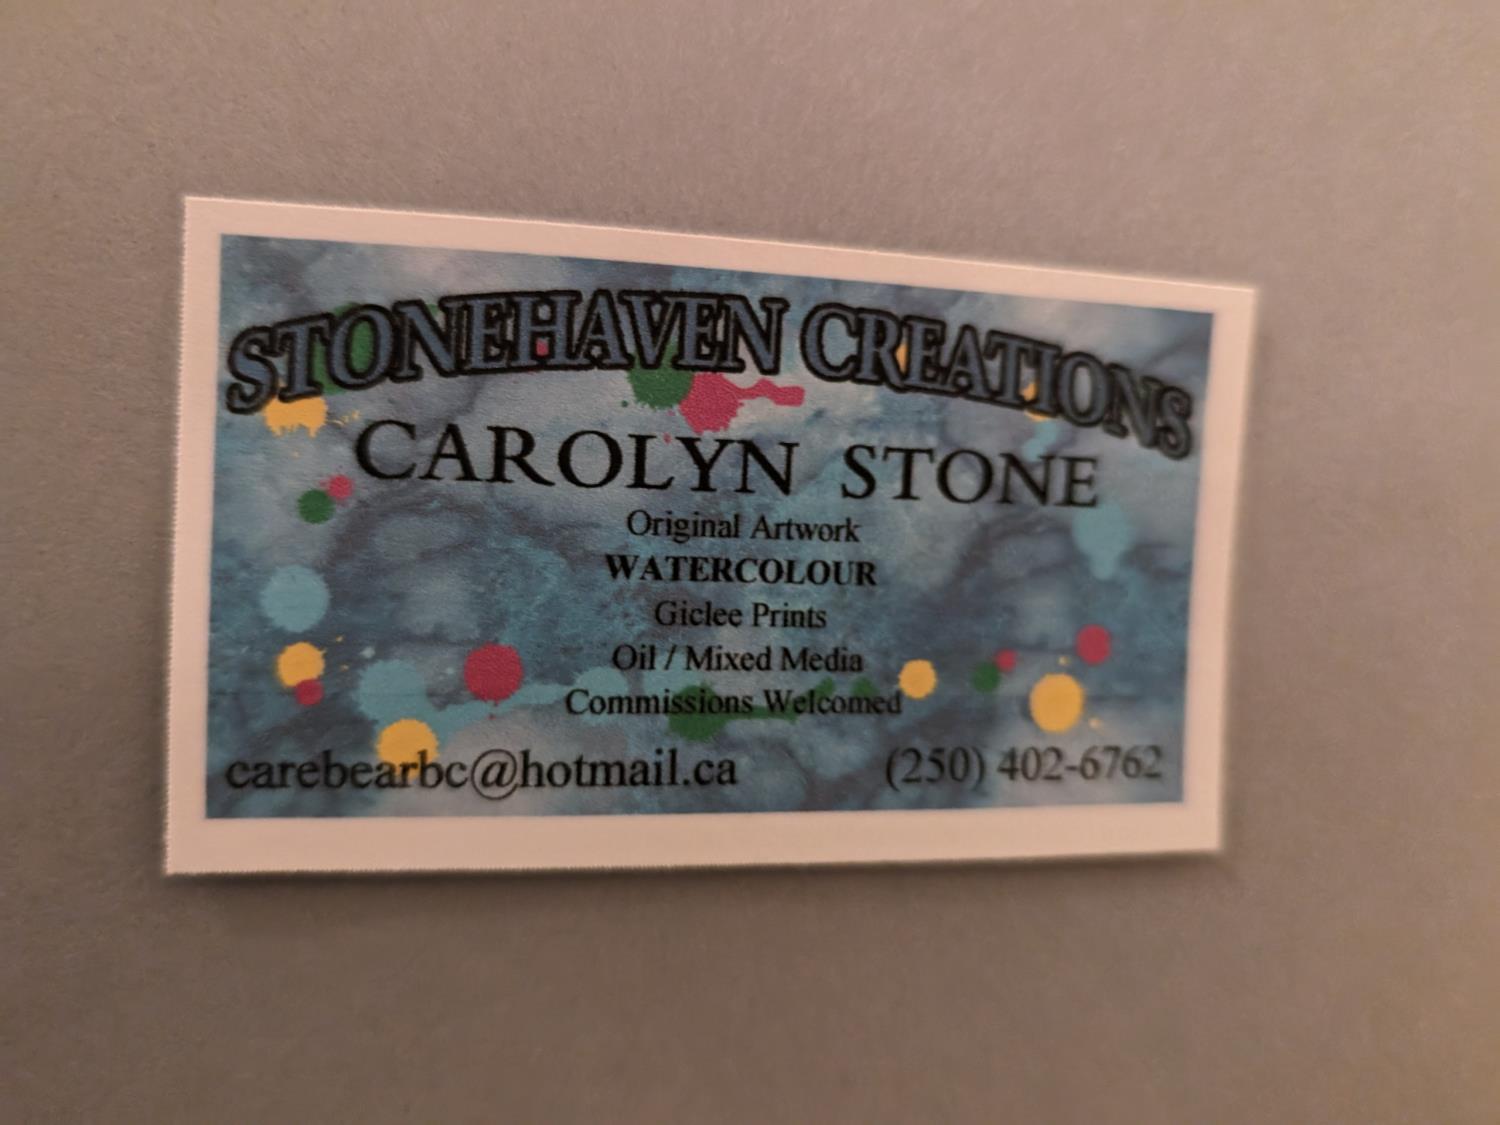 STONEHAVEN CREATIONS
CAROLYN STONE
Original Artwork
WATERCOLOUR
Giclee Prints
Oil / Mixed Media
Commissions Welcomed
carebearbc@hotmail.ca (250) 402-6762